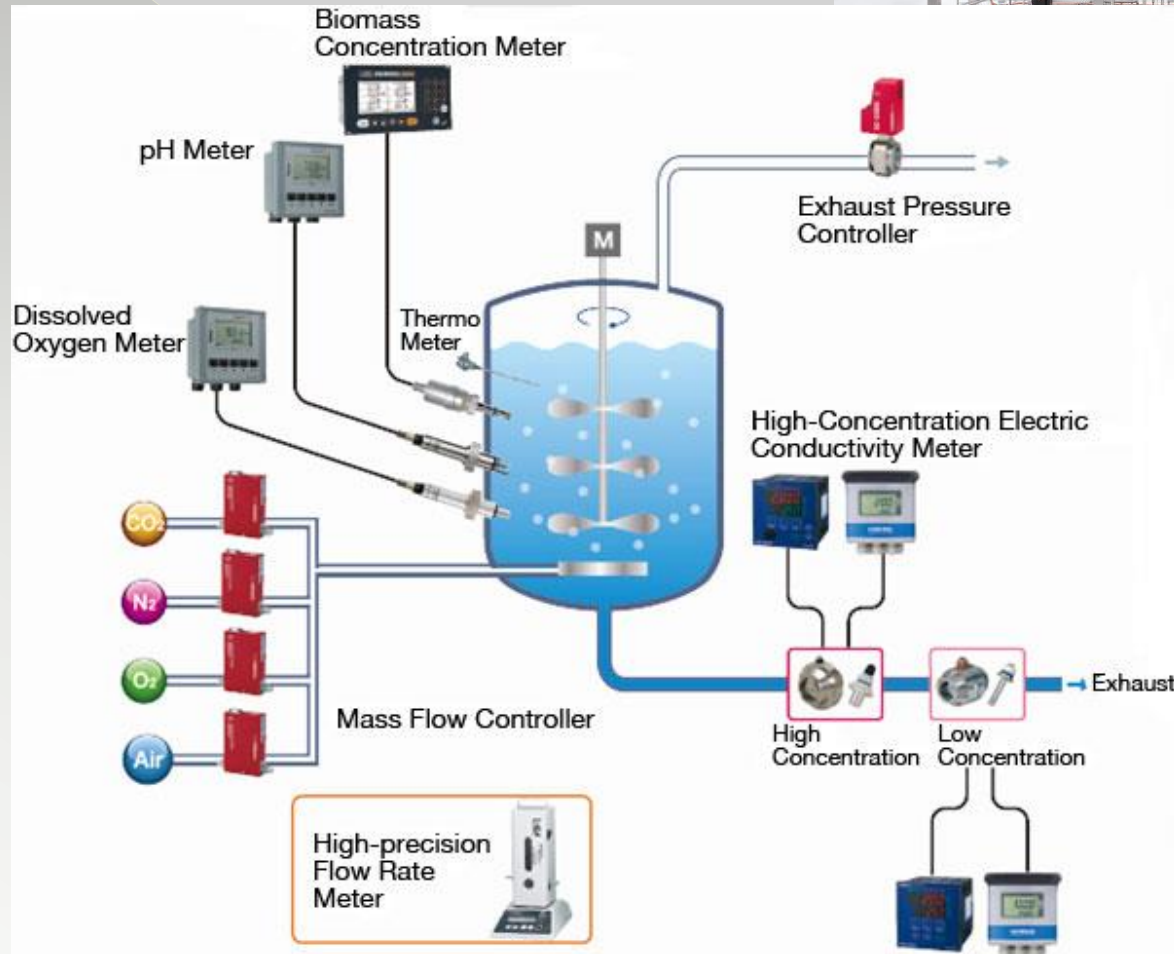 Biomass
Concentration Meter
pH Meter
Exhaust Pressure
Controller
M
Dissolved
Oxygen Meter
Thermo
Meter
High-Concentration Electric
Conductivity Meter
CO₂
N₂
O₂
Air
Mass Flow Controller
Exhaust
High
Concentration
Low
Concentration
High-precision
Flow Rate
Meter